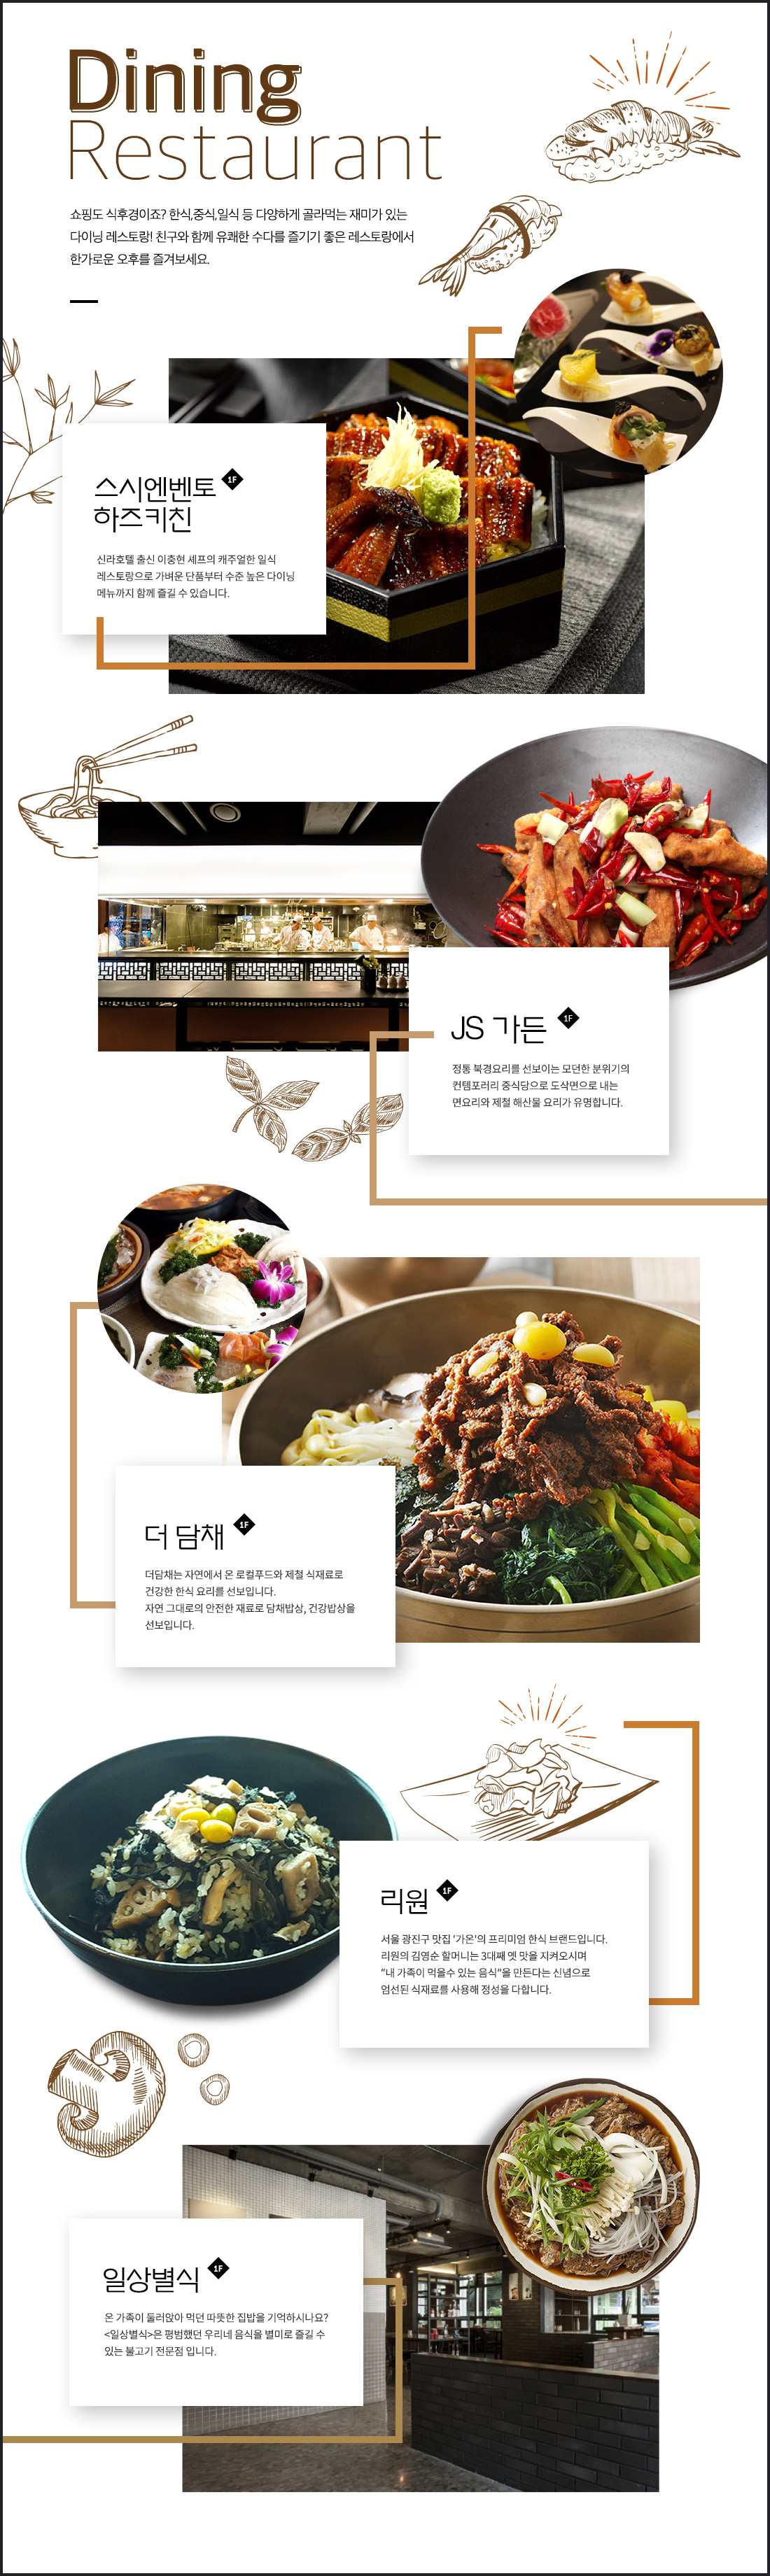 Dining
Restaurant
쇼핑도 식후경이죠? 한식,중식,일식 등 다양하게 골라먹는 재미가 있는
다이닝 레스토랑! 친구와 함께 유쾌한 수다를 즐기기 좋은 레스토랑에서
한가로운 오후를 즐겨보세요.
스시엔벤토 1F
하즈키친
신라호텔 출신 이충현 셰프의 캐주얼한 일식
레스토랑으로 가벼운 단품부터 수준 높은 다이닝
메뉴까지 함께 즐길 수 있습니다.
JS 가든 1F
정통 북경요리를 선보이는 모던한 분위기의
컨템포러리 중식당으로 도삭면으로 내는
면요리와 제철 해산물 요리가 유명합니다.
더 담채 1F
더담채는 자연에서 온 로컬푸드와 제철 식재료로
건강한 한식 요리를 선보입니다.
자연 그대로의 안전한 재료로 담채밥상, 건강밥상을
선보입니다.
리원 1F
서울 광진구 맛집 '가온'의 프리미엄 한식 브랜드입니다.
리원의 김영순 할머니는 3대째 옛 맛을 지켜오시며
"내 가족이 먹을수 있는 음식"을 만든다는 신념으로
엄선된 식재료를 사용해 정성을 다합니다.
일상별식 1F
온 가족이 둘러앉아 먹던 따뜻한 집밥을 기억하시나요?
<일상별식>은 평범했던 우리네 음식을 별미로 즐길 수
있는 불고기 전문점 입니다.